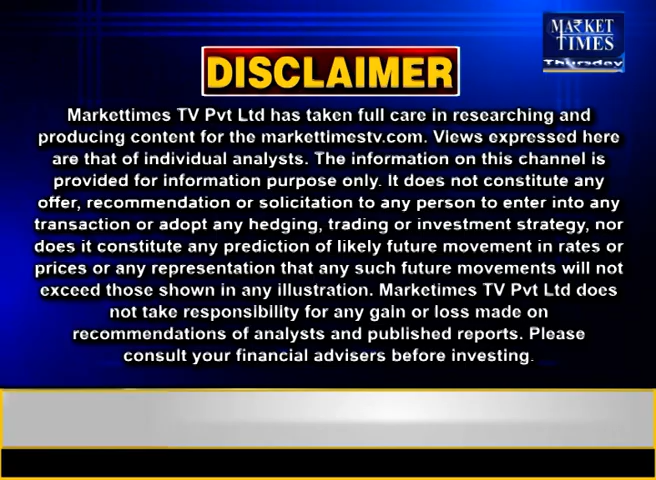 MARKET
TIMES
Thursday
DISCLAIMER
Markettimes TV Pvt Ltd has taken full care in researching and
producing content for the markettimestv.com. Views expressed here
are that of individual analysts. The information on this channel is
provided for information purpose only. It does not constitute any
offer, recommendation or solicitation to any person to enter into any
transaction or adopt any hedging, trading or investment strategy, nor
does it constitute any prediction of likely future movement in rates or
prices or any representation that any such future movements will not
exceed those shown in any illustration. Marketimes TV Pvt Ltd does
not take responsibility for any gain or loss made on
recommendations of analysts and published reports. Please
consult your financial advisers before investing.